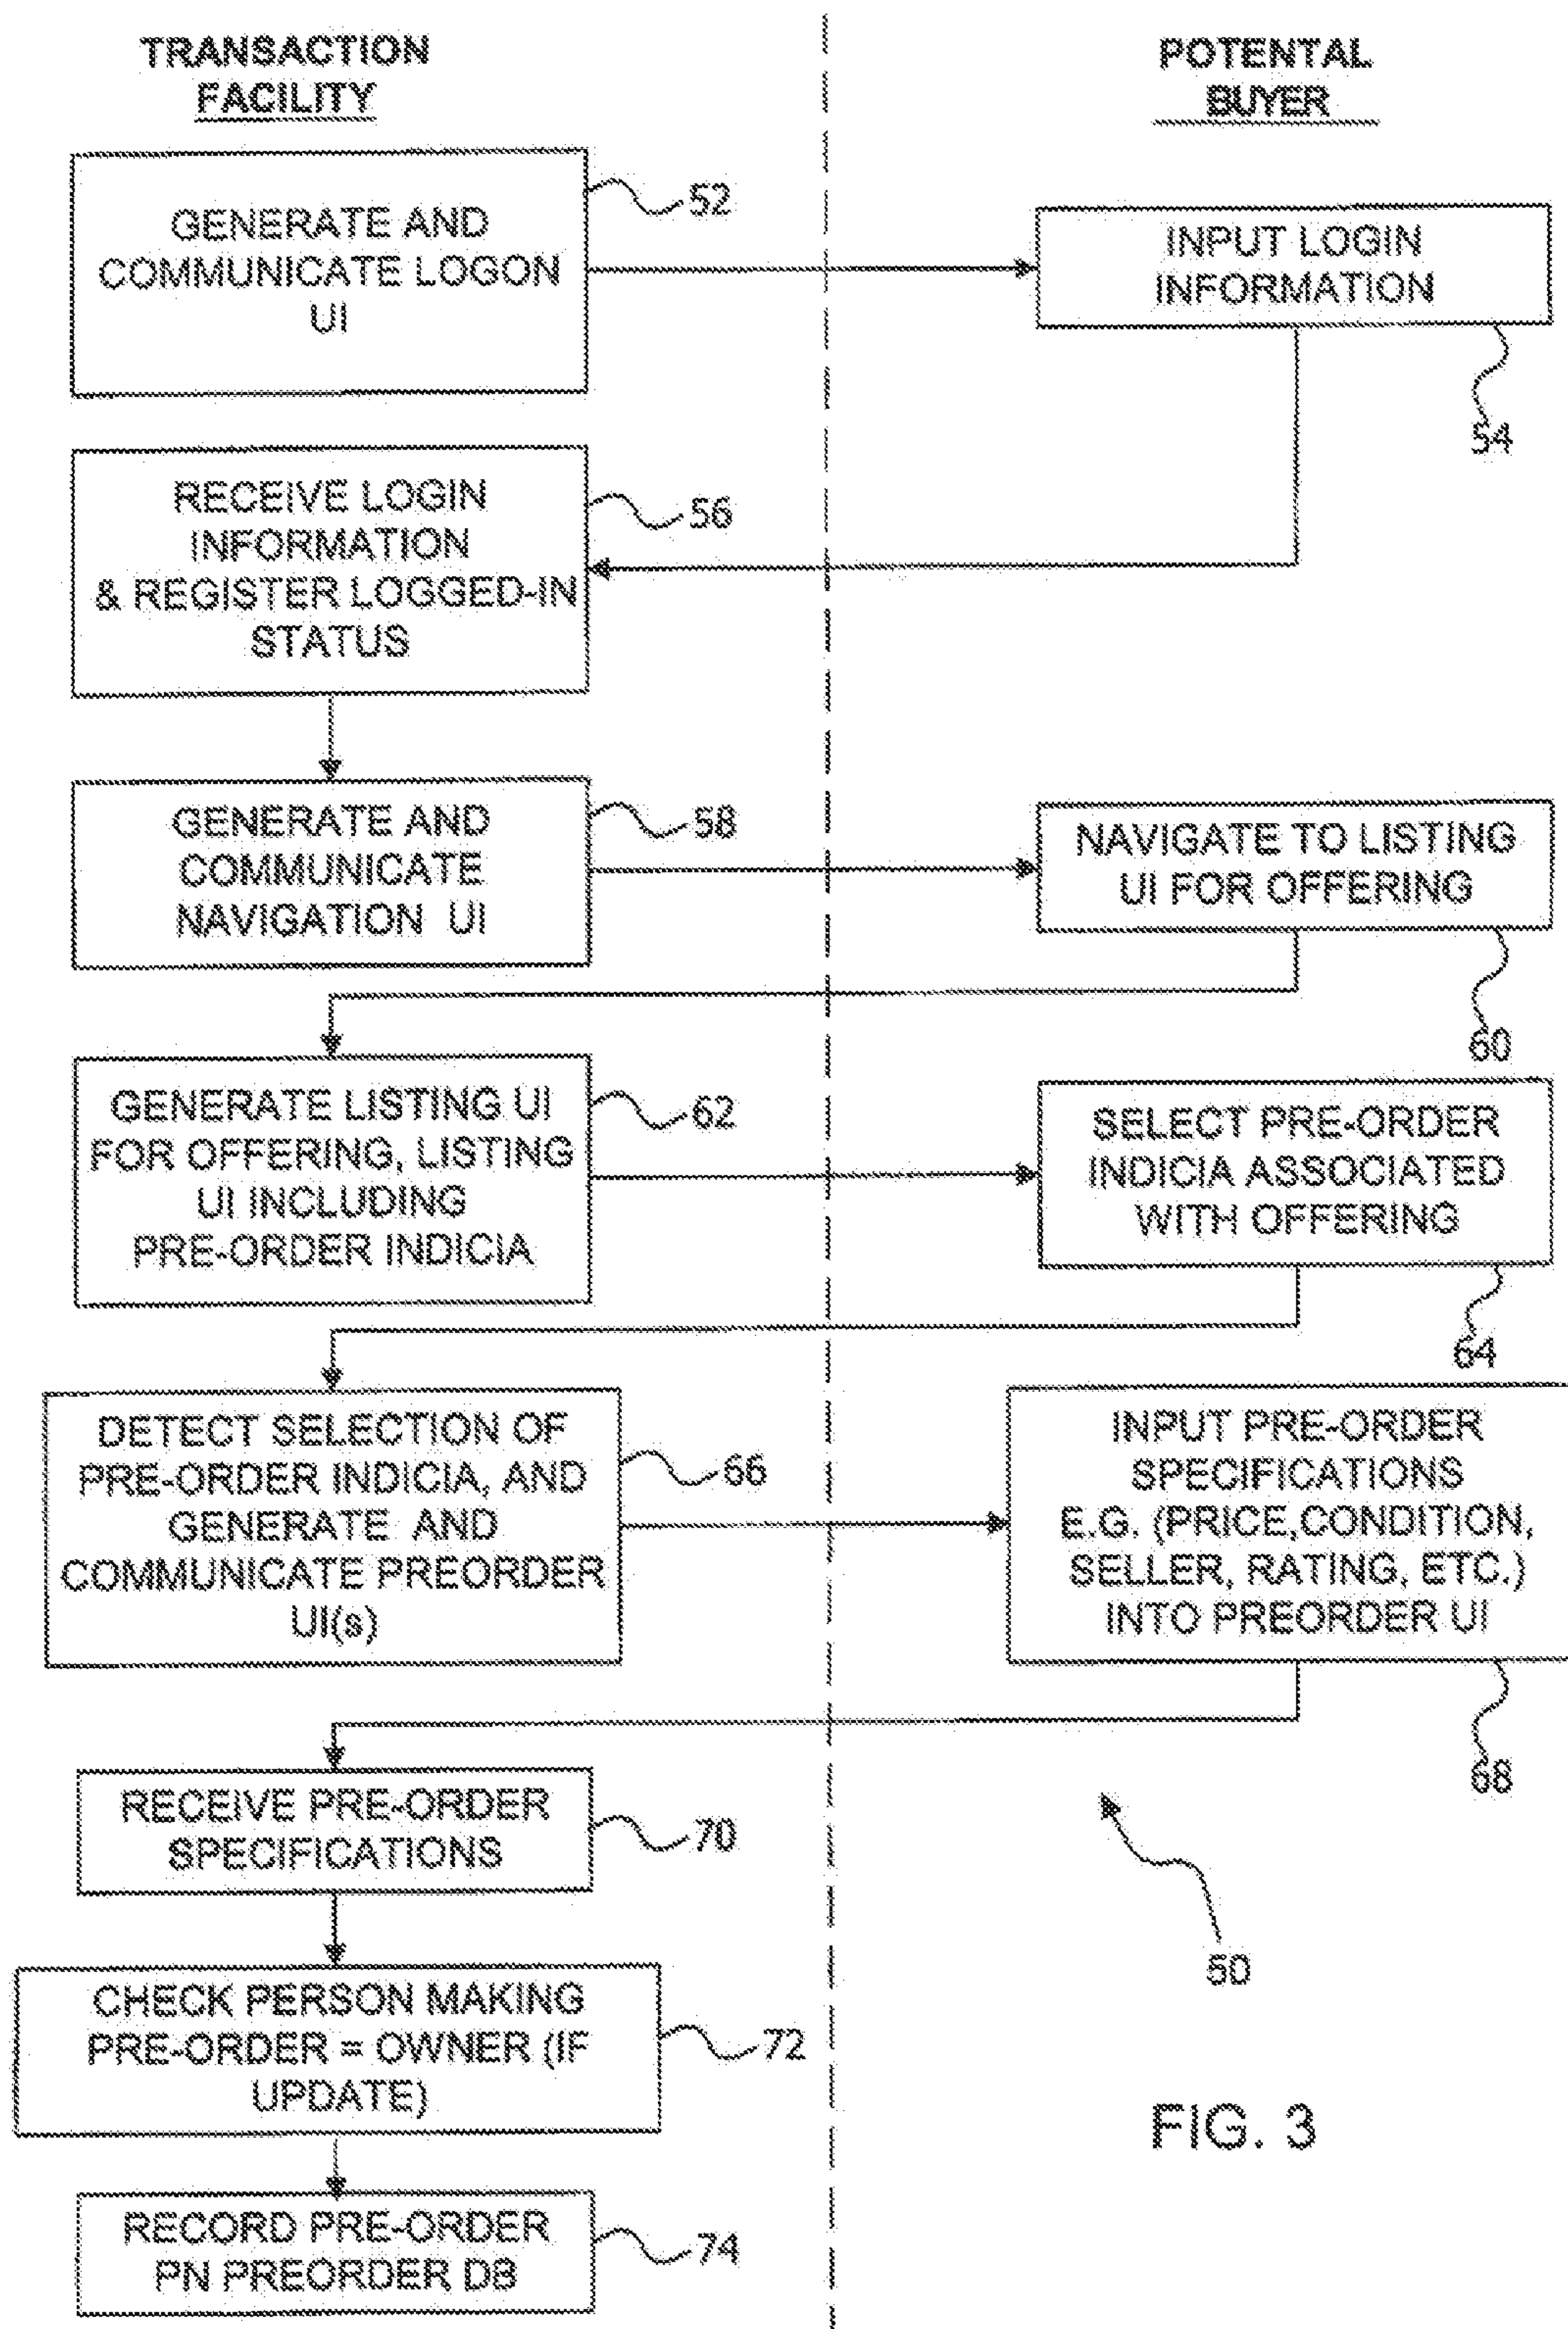 TRANSACTION
FACILITY
POTENTAL
BUYER
GENERATE AND
COMMUNICATE LOGON
UI
52
INPUT LOGIN
INFORMATION
54
RECEIVE LOGIN
INFORMATION
& REGISTER LOGGED-IN
STATUS
56
GENERATE AND
COMMUNICATE
NAVIGATION UI
58
NAVIGATE TO LISTING
UI FOR OFFERING
60
GENERATE LISTING UI
FOR OFFERING, LISTING
UI INCLUDING
PRE-ORDER INDICIA
62
SELECT PRE-ORDER
INDICIA ASSOCIATED
WITH OFFERING
64
DETECT SELECTION OF
PRE-ORDER INDICIA, AND
GENERATE AND
COMMUNICATE PREORDER
UI(s)
66
INPUT PRE-ORDER
SPECIFICATIONS
E.G. (PRICE,CONDITION,
SELLER, RATING, ETC.)
INTO PREORDER UI
68
RECEIVE PRE-ORDER
SPECIFICATIONS
70
50
CHECK PERSON MAKING
PRE-ORDER = OWNER (IF
UPDATE)
72
RECORD PRE-ORDER
PN PREORDER DB
74
FIG. 3